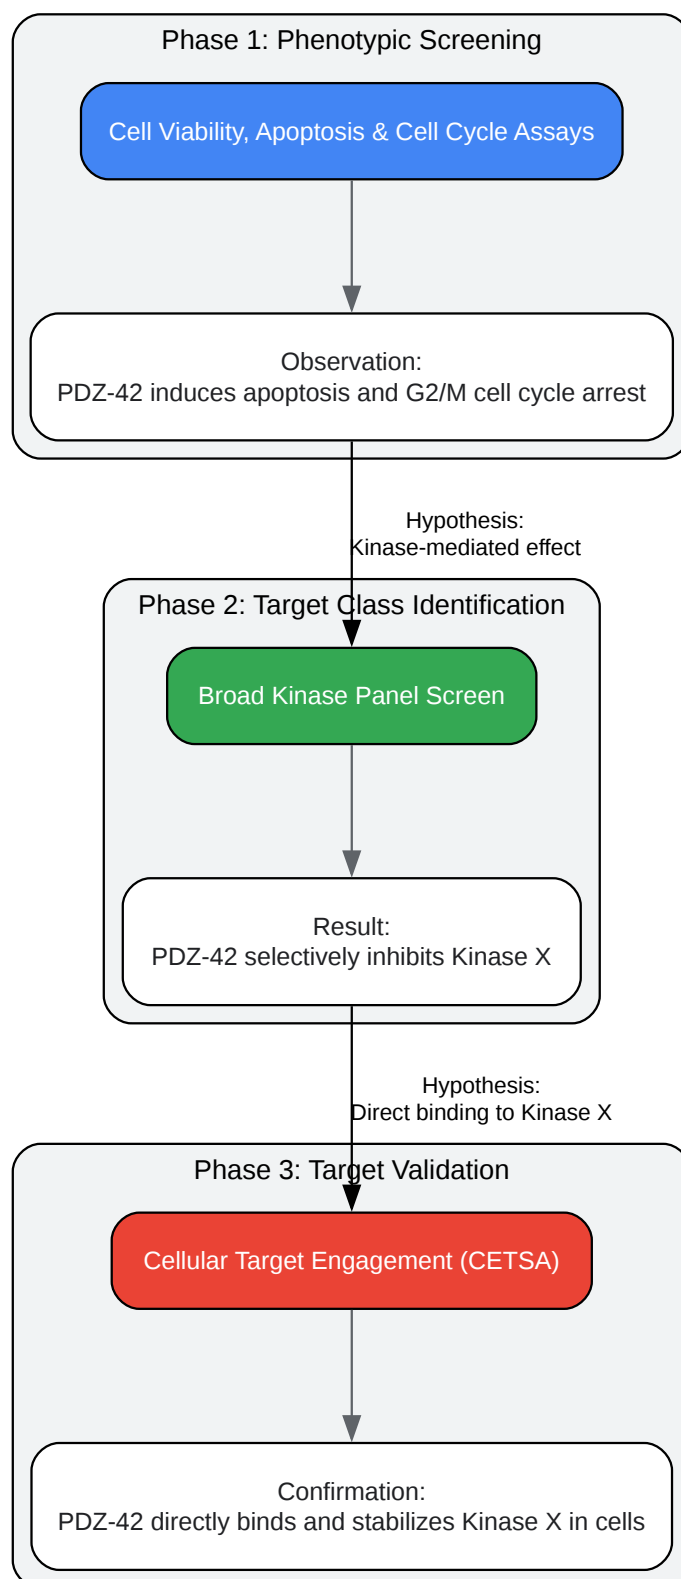 Phase 1: Phenotypic Screening
Cell Viability, Apoptosis & Cell Cycle Assays
Observation:
PDZ-42 induces apoptosis and G2/M cell cycle arrest
Hypothesis:
Kinase-mediated effect
Phase 2: Target Class Identification
Broad Kinase Panel Screen
Result:
PDZ-42 selectively inhibits Kinase X
Hypothesis:
Direct binding to Kinase X
Phase 3: Target Validation
Cellular Target Engagement (CETSA)
Confirmation:
PDZ-42 directly binds and stabilizes Kinase X in cells